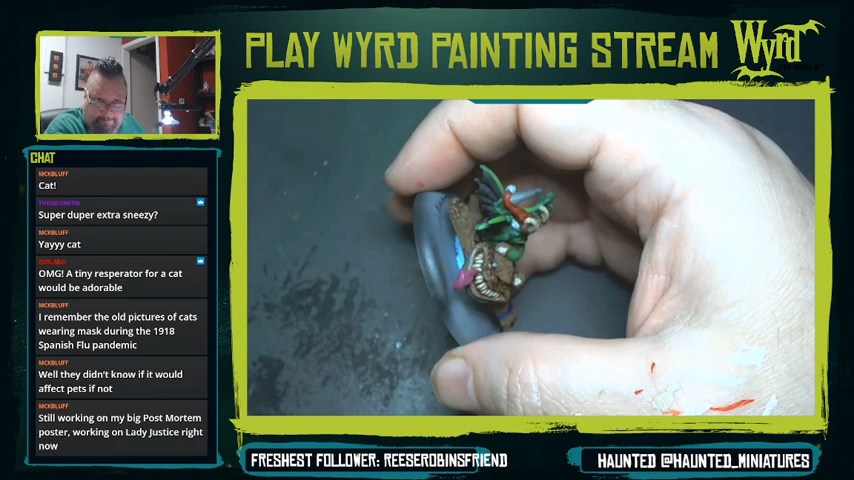 PLAY WYRD PAINTING STREAM
Wyrd
CHAT
MCKBLUFF
Cat!
Super duper extra sneezy?
MCKBLUFF
Yayyy cat
OMG! A tiny resperator for a cat
would be adorable
MCKBLUFF
I remember the old pictures of cats
wearing mask during the 1918
Spanish Flu pandemic
MCKBLUFF
Well they didn't know if it would
affect pets if not
MCKBLUFF
Still working on my big Post Mortem
poster, working on Lady Justice right
now
FRESHEST FOLLOWER: REESEROBINSFRIEND
HAUNTED @HAUNTED_MINIATURES